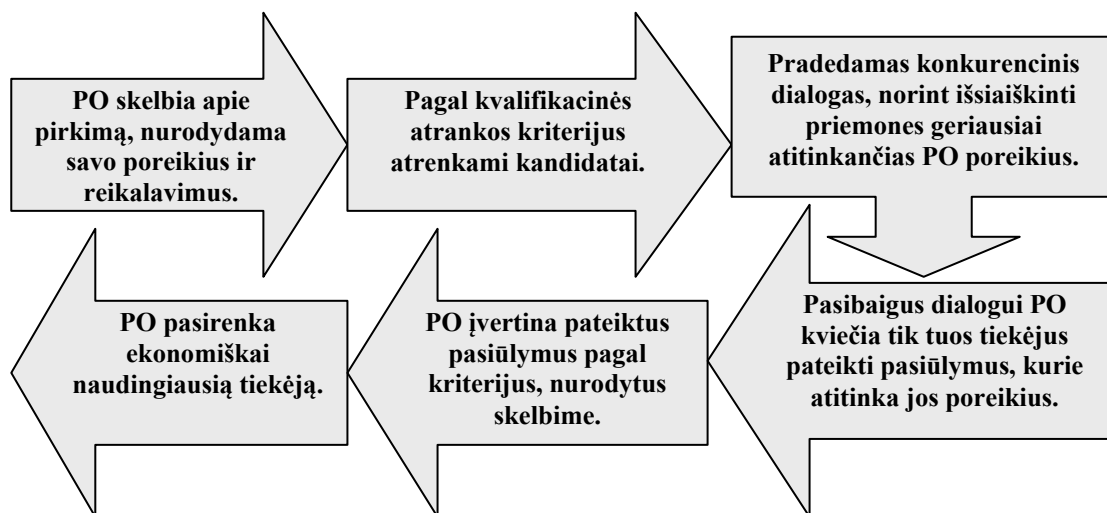 PO skelbia apie
pirkimą, nurodydama
savo poreikius ir
reikalavimus.
Pagal kvalifikacinės
atrankos kriterijus
atrenkami kandidatai.
Pradedamas konkurencinis
dialogas, norint išsiaiškinti
priemones geriausiai
atitinkančias PO poreikius.
Pasibaigus dialogui PO
kviečia tik tuos tiekėjus
pateikti pasiūlymus, kurie
atitinka jos poreikius.
PO įvertina pateiktus
pasiūlymus pagal
kriterijus, nurodytus
skelbime.
PO pasirenka
ekonomiškai
naudingiausią tiekėją.